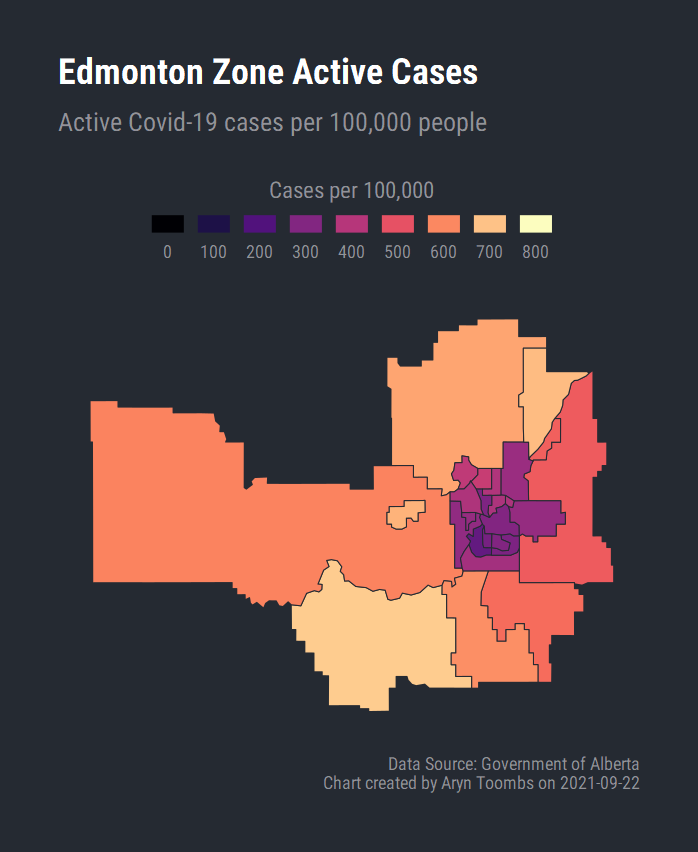 Edmonton Zone Active Cases
Active Covid-19 cases per 100,000 people
Cases per 100,000
0 100 200 300 400 500 600 700 800
Data Source: Government of Alberta
Chart created by Aryn Toombs on 2021-09-22